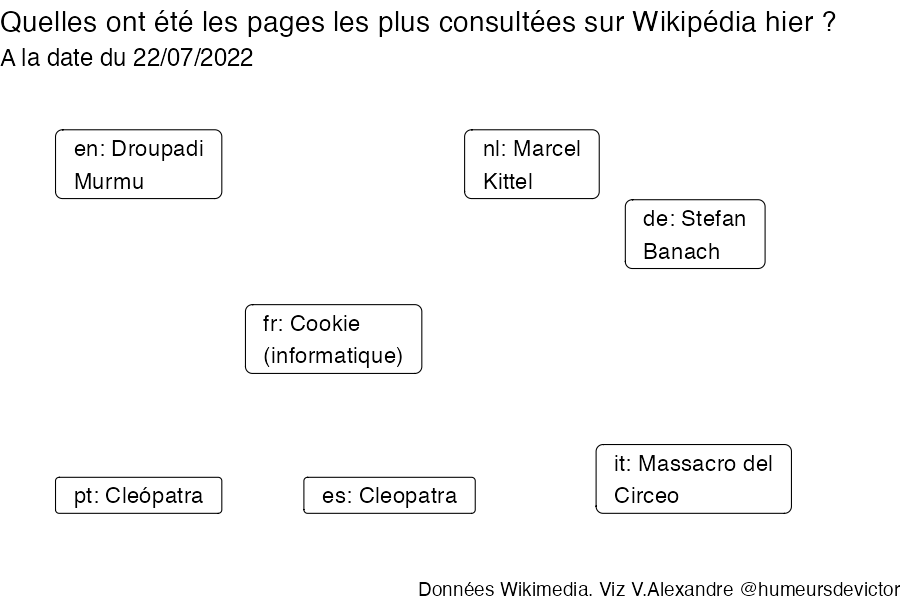 Quelles ont été les pages les plus consultées sur Wikipédia hier ?
A la date du 22/07/2022
en: Droupadi
Murmu
nl: Marcel
Kittel
de: Stefan
Banach
fr: Cookie
(informatique)
it: Massacro del
Circeo
pt: Cleópatra
es: Cleopatra
Données Wikimedia. Viz V.Alexandre @humeursdevictor